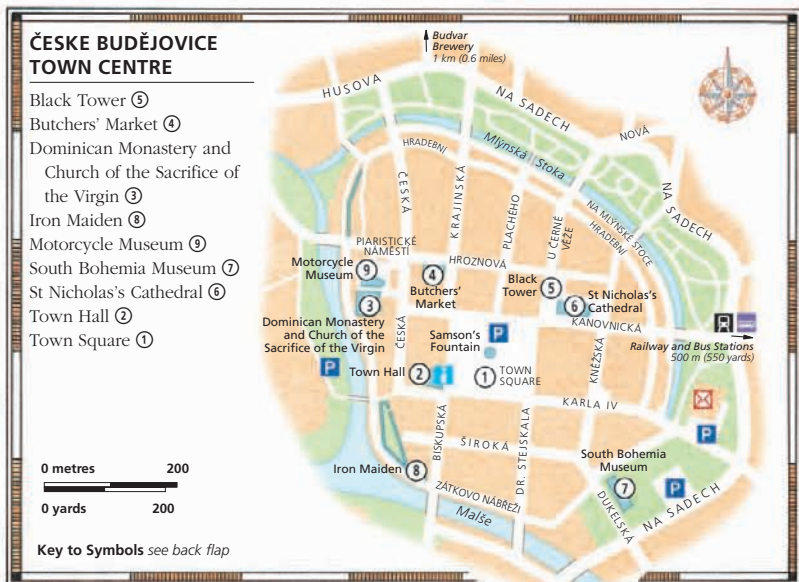 ČESKE BUDĚJOVICE
TOWN CENTRE
Black Tower ⑤
Butchers' Market ④
Dominican Monastery and
Church of the Sacrifice of
the Virgin ③
Iron Maiden ⑧
Motorcycle Museum ⑨
South Bohemia Museum ⑦
St Nicholas's Cathedral ⑥
Town Hall ②
Town Square ①
0 metres 200
0 yards 200
Key to Symbols see back flap
Budvar
Brewery
1 km (0.6 miles)
HUSOVA
NA SADECH
NOVÁ
HRADEBNÍ
Mlýnská Stoka
NA SADECH
ČESKÁ
KRAJINSKÁ
PLACHÉHO
U ČERNÉ
VĚŽE
NA MLÝNSKÉ STOCE
HRADEBNÍ
PIARISTICKÉ
NÁMĚSTÍ
HROZNOVÁ
Motorcycle
Museum
⑨
④
Butchers'
Market
Black
Tower
⑤
⑥
St Nicholas's
Cathedral
③
Dominican Monastery
and Church of the
Sacrifice of the Virgin
ČESKÁ
Samson's
Fountain
P
KANOVNICKÁ
Railway and Bus Stations
500 m (550 yards)
P
Town Hall
②
i
①
TOWN
SQUARE
KNĚŽSKÁ
KARLA IV
P
BISKUPSKÁ
ŠIROKÁ
DR. STEJSKALA
Iron Maiden
⑧
South Bohemia
Museum
⑦
P
ZÁTKOVO NÁBŘEŽI
Malše
DUKELSKÁ
NA SADECH